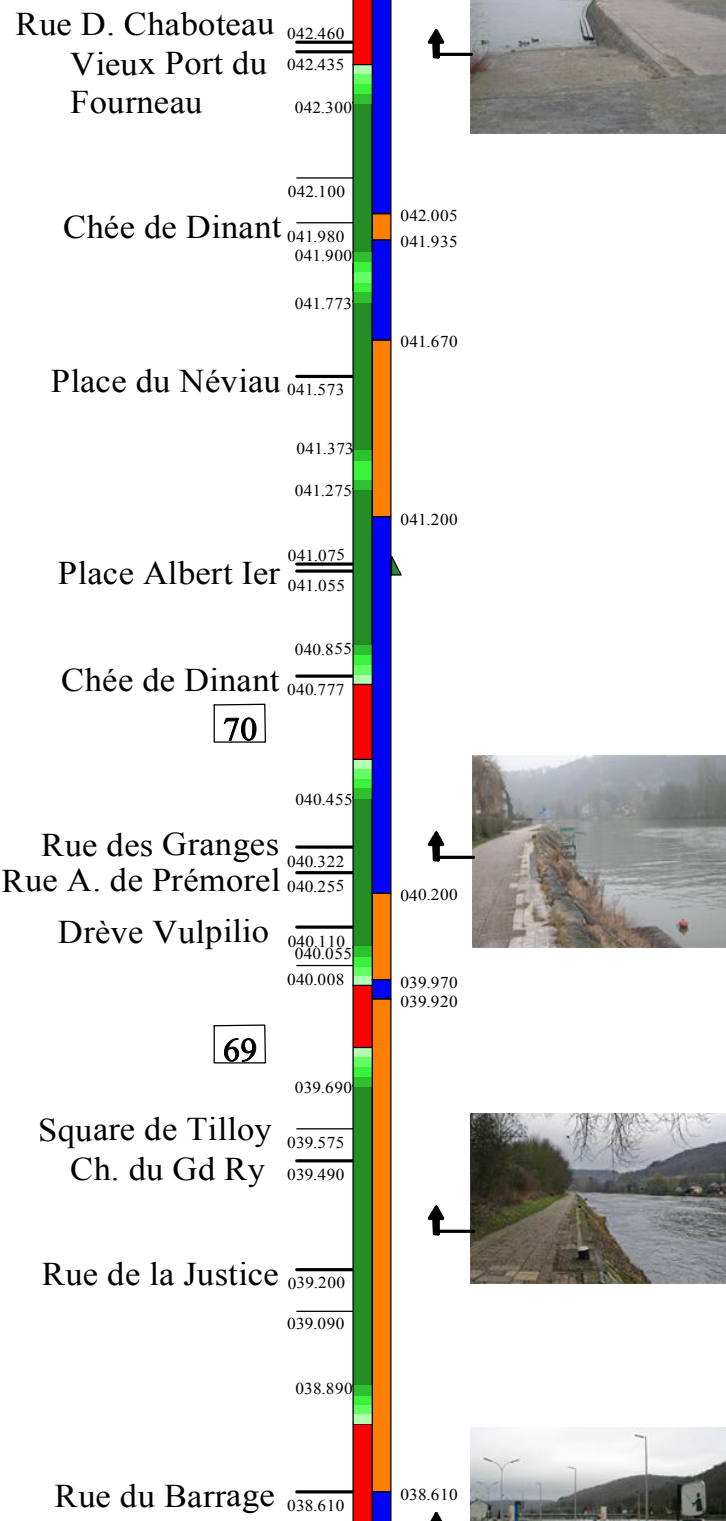 Rue D. Chaboteau
042.460
Vieux Port du
042.435
Fourneau
042.300
042.100
042.005
Chée de Dinant
041.980
041.935
041.900
041.773
041.670
Place du Néviau
041.573
041.373
041.275
041.200
041.075
Place Albert Ier
041.055
040.855
Chée de Dinant
040.777
70
040.455
Rue des Granges
040.322
Rue A. de Prémorel
040.255
040.200
Drève Vulpilio
040.110
040.055
040.008
039.970
039.920
69
039.690
Square de Tilloy
039.575
Ch. du Gd Ry
039.490
Rue de la Justice
039.200
039.090
038.890
Rue du Barrage
038.610
038.610